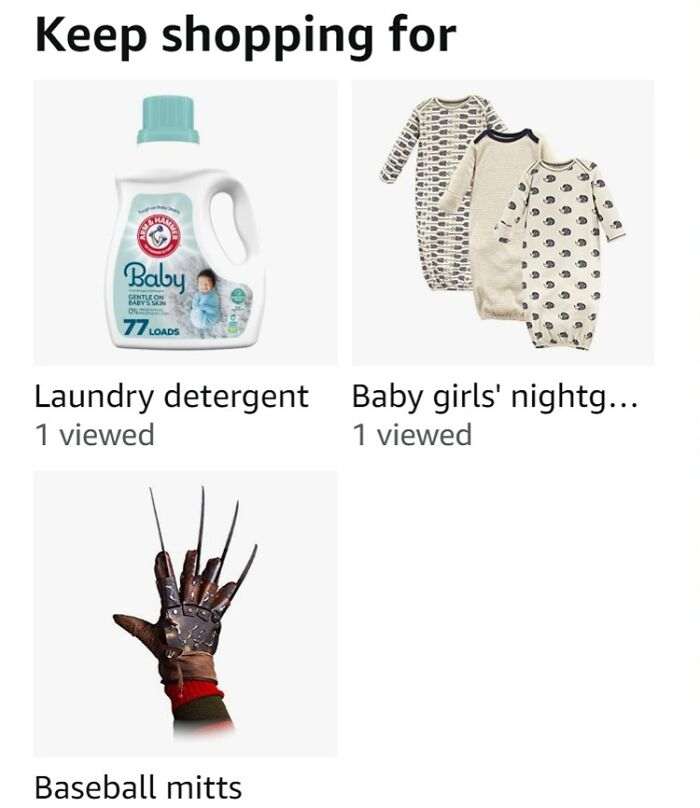 Keep shopping for
ARM & HAMMER
Baby
GENTLE ON
BABY'S SKIN
0%
77 LOADS
Laundry detergent
1 viewed
Baby girls' nightg...
1 viewed
Baseball mitts